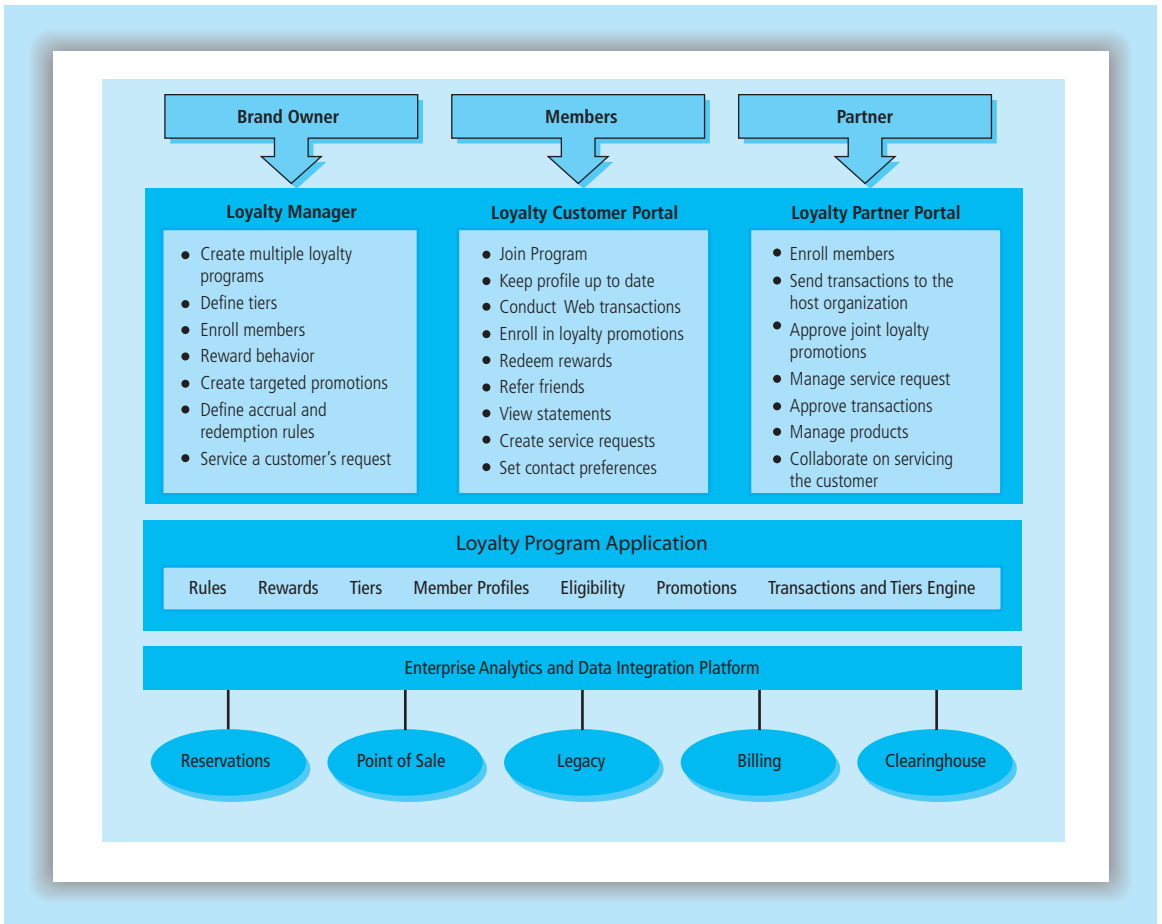 Brand Owner
Members
Partner
Loyalty Manager
• Create multiple loyalty
programs
• Define tiers
• Enroll members
• Reward behavior
• Create targeted promotions
• Define accrual and
redemption rules
• Service a customer's request
Loyalty Customer Portal
• Join Program
• Keep profile up to date
• Conduct Web transactions
• Enroll in loyalty promotions
• Redeem rewards
• Refer friends
• View statements
• Create service requests
• Set contact preferences
Loyalty Partner Portal
• Enroll members
• Send transactions to the
host organization
• Approve joint loyalty
promotions
• Manage service request
• Approve transactions
• Manage products
• Collaborate on servicing
the customer
Loyalty Program Application
Rules Rewards Tiers Member Profiles Eligibility Promotions Transactions and Tiers Engine
Enterprise Analytics and Data Integration Platform
Reservations
Point of Sale
Legacy
Billing
Clearinghouse